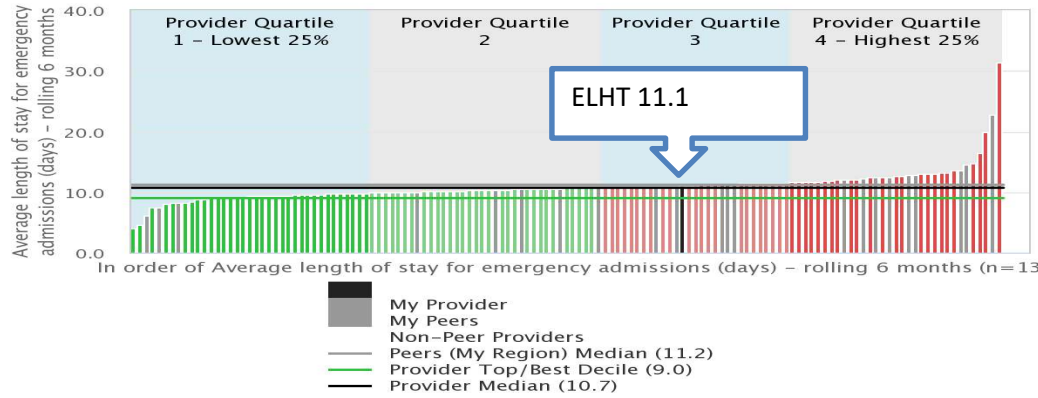 Average length of stay for emergency
admissions (days) – rolling 6 months
40.0
30.0
20.0
10.0
0.0
Provider Quartile
1 – Lowest 25%
Provider Quartile
2
Provider Quartile
3
Provider Quartile
4 – Highest 25%
ELHT 11.1
In order of Average length of stay for emergency admissions (days) – rolling 6 months (n=13
My Provider
My Peers
Non–Peer Providers
Peers (My Region) Median (11.2)
Provider Top/Best Decile (9.0)
Provider Median (10.7)